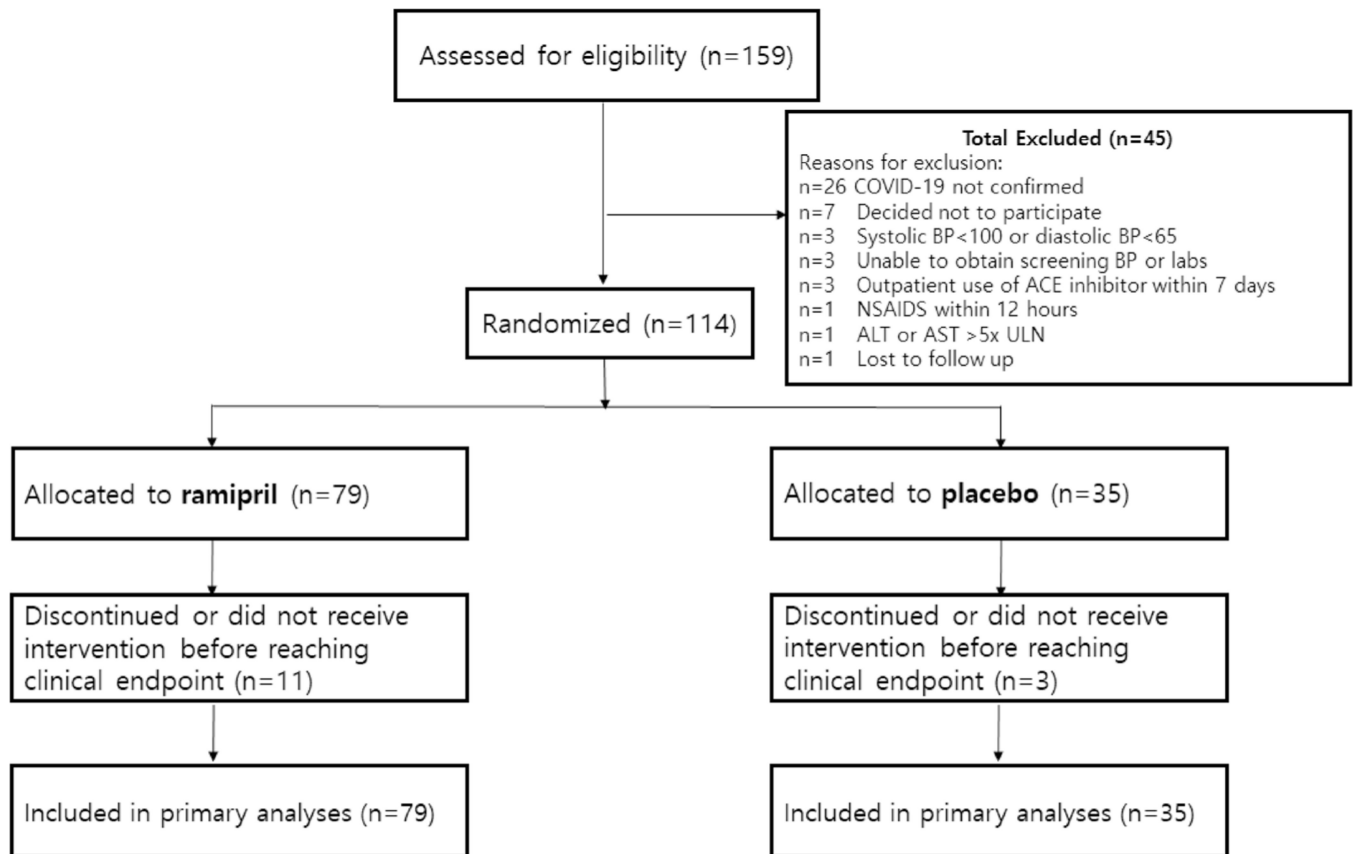 Assessed for eligibility (n=159)
Total Excluded (n=45)
Reasons for exclusion:
n=26 COVID-19 not confirmed
n=7 Decided not to participate
n=3 Systolic BP<100 or diastolic BP<65
n=3 Unable to obtain screening BP or labs
n=3 Outpatient use of ACE inhibitor within 7 days
n=1 NSAIDS within 12 hours
n=1 ALT or AST >5x ULN
n=1 Lost to follow up
Randomized (n=114)
Allocated to ramipril (n=79)
Allocated to placebo (n=35)
Discontinued or did not receive
intervention before reaching
clinical endpoint (n=11)
Discontinued or did not receive
intervention before reaching
clinical endpoint (n=3)
Included in primary analyses (n=79)
Included in primary analyses (n=35)